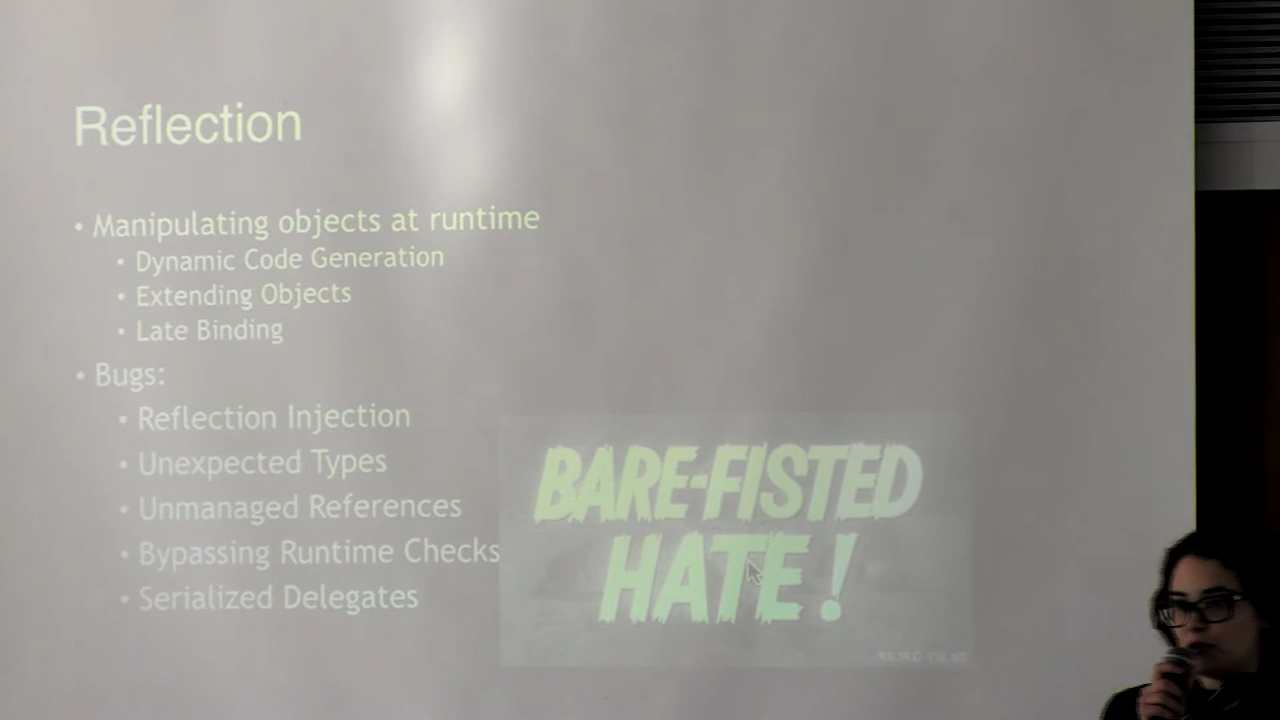 Reflection
• Manipulating objects at runtime
• Dynamic Code Generation
• Extending Objects
• Late Binding
• Bugs:
• Reflection Injection
• Unexpected Types
• Unmanaged References
• Bypassing Runtime Checks
• Serialized Delegates
BARE-FISTED
HATE!